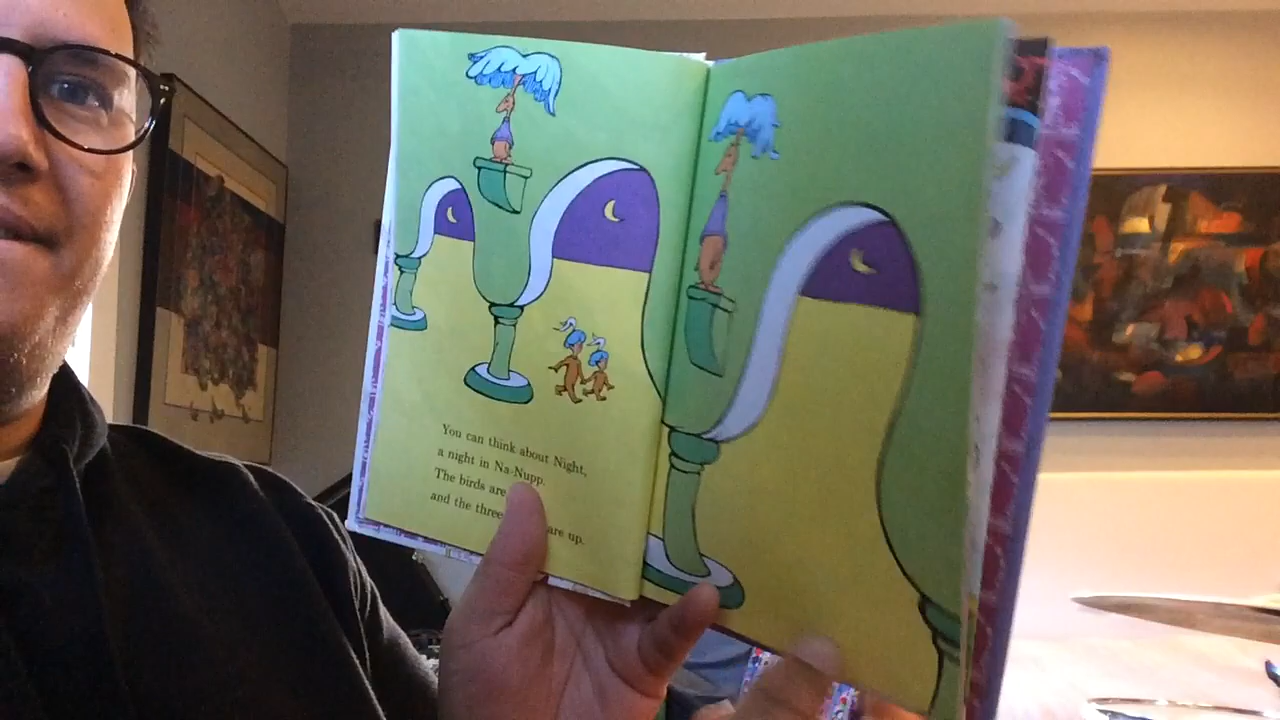 You can think about Night,
a night in Na-Nupp.
The birds are
and the three are up.